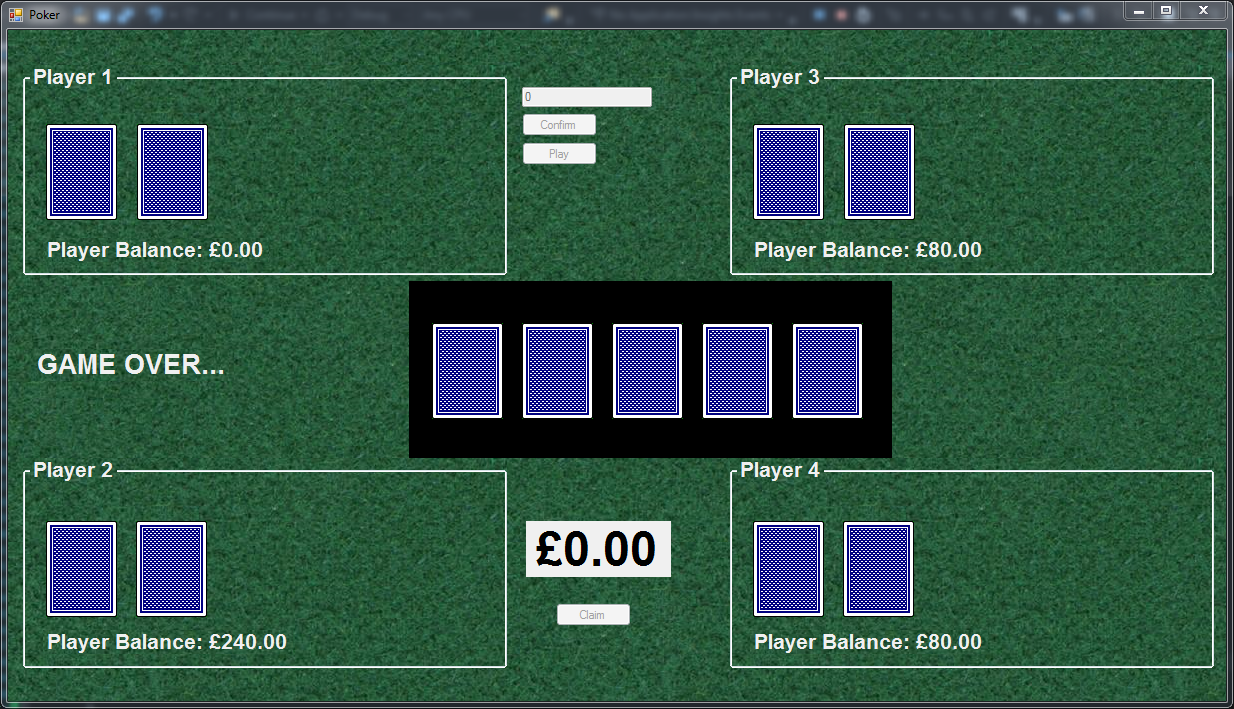 Poker
Player 1
Player Balance: £0.00
0
Confirm
Play
Player 3
Player Balance: £80.00
GAME OVER...
Player 2
Player Balance: £240.00
£0.00
Claim
Player 4
Player Balance: £80.00